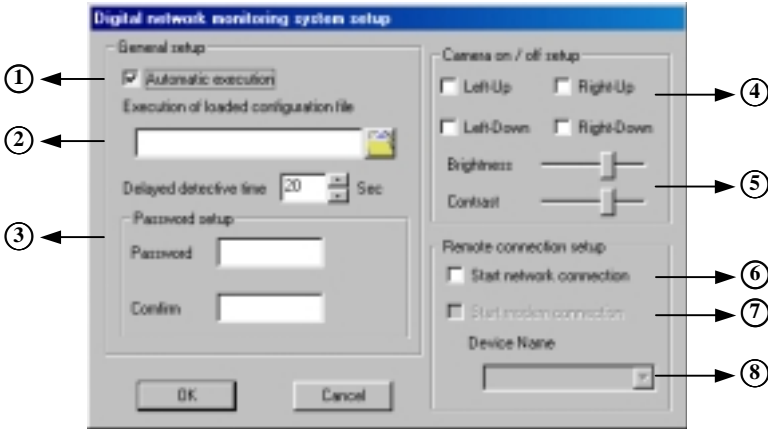 Digital network monitoring system setup
General setup
① Automatic execution
Execution of loaded configuration file
②
Delayed detective time 20 Sec
③ Password setup
Password
Comfirm
OK Cancel
Camera on / off setup
Left-Up Right-Up ④
Left-Down Right-Down
Brightness
⑤
Contrast
Remote connection setup
Start network connection ⑥
Start modem connection ⑦
Device Name
⑧